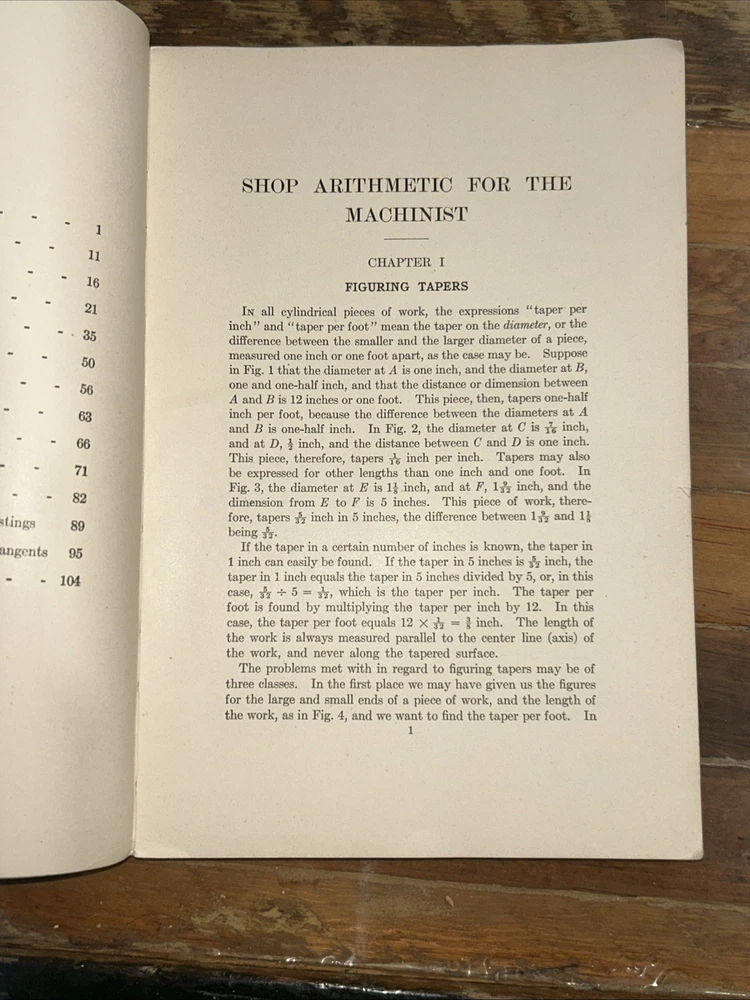 - - 1
- - 11
- - 16
- - 21
- - 35
- - 50
- - 56
- - 63
- - 66
- - 71
- - 82
stings 89
angents 95
- - 104
SHOP ARITHMETIC FOR THE
MACHINIST
CHAPTER I
FIGURING TAPERS
In all cylindrical pieces of work, the expressions "taper per
inch" and "taper per foot" mean the taper on the diameter, or the
difference between the smaller and the larger diameter of a piece,
measured one inch or one foot apart, as the case may be. Suppose
in Fig. 1 that the diameter at A is one inch, and the diameter at B,
one and one-half inch, and that the distance or dimension between
A and B is 12 inches or one foot. This piece, then, tapers one-half
inch per foot, because the difference between the diameters at A
and B is one-half inch. In Fig. 2, the diameter at C is 7/16 inch,
and at D, 1/2 inch, and the distance between C and D is one inch.
This piece, therefore, tapers 1/16 inch per inch. Tapers may also
be expressed for other lengths than one inch and one foot. In
Fig. 3, the diameter at E is 1 1/8 inch, and at F, 1 9/32 inch, and the
dimension from E to F is 5 inches. This piece of work, there-
fore, tapers 5/32 inch in 5 inches, the difference between 1 9/32 and 1 1/8
being 5/32.
If the taper in a certain number of inches is known, the taper in
1 inch can easily be found. If the taper in 5 inches is 5/32 inch, the
taper in 1 inch equals the taper in 5 inches divided by 5, or, in this
case, 5/32 ÷ 5 = 1/32, which is the taper per inch. The taper per
foot is found by multiplying the taper per inch by 12. In this
case, the taper per foot equals 12 × 1/32 = 3/8 inch. The length of
the work is always measured parallel to the center line (axis) of
the work, and never along the tapered surface.
The problems met with in regard to figuring tapers may be of
three classes. In the first place we may have given us the figures
for the large and small ends of a piece of work, and the length of
the work, as in Fig. 4, and we want to find the taper per foot. In
1